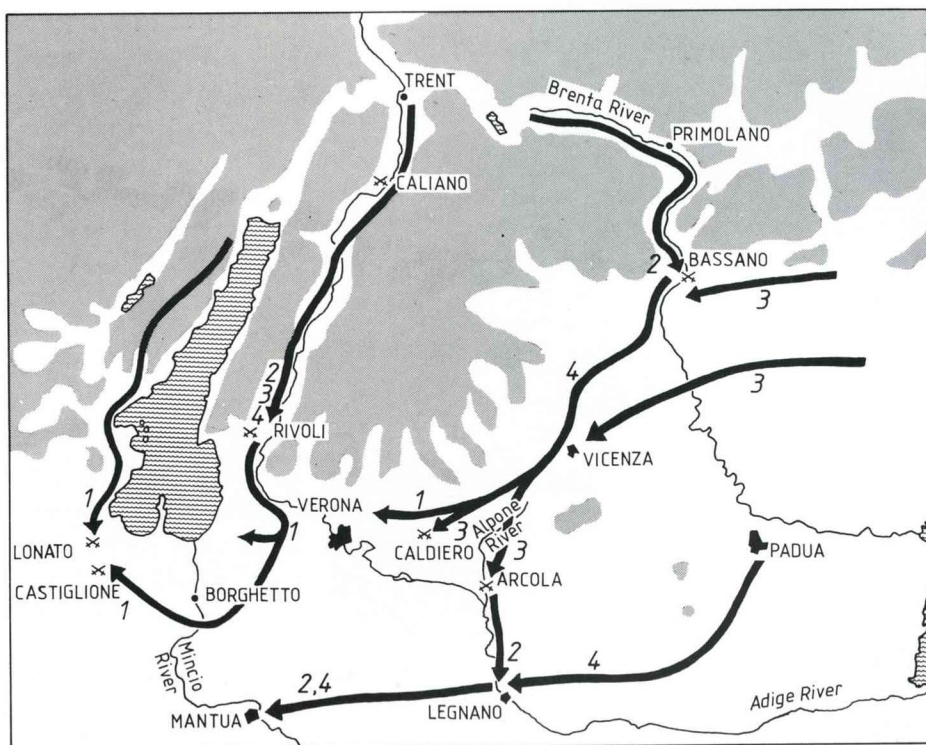 TRENT
Brenta River
PRIMOLANO
CALIANO
BASSANO
2
3
3
2
3
4
4
RIVOLI
VICENZA
VERONA
1
1
3
Alpone
River
3
CALDIERO
PADUA
1
LONATO
CASTIGLIONE
1
BORGHETTO
ARCOLA
Mincio
River
2
4
2,4
MANTUA
LEGNANO
Adige River